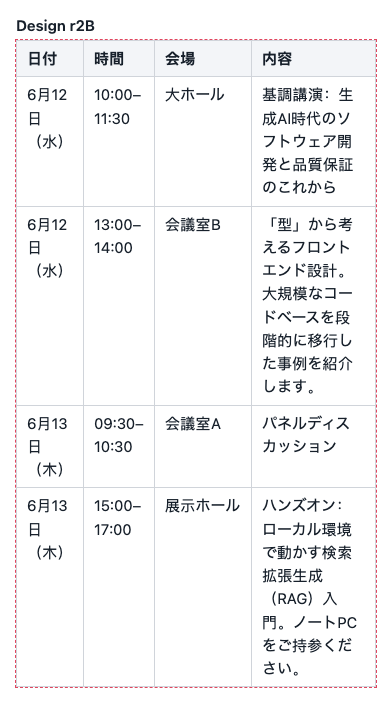 Design r2B
日付 時間 会場 内容
6月12
日
（水）
10:00–
11:30
大ホール
基調講演：生
成AI時代のソ
フトウェア開
発と品質保証
のこれから
6月12
日
（水）
13:00–
14:00
会議室B
「型」から考
えるフロント
エンド設計。
大規模なコー
ドベースを段
階的に移行し
た事例を紹介
します。
6月13
日
（木）
09:30–
10:30
会議室A
パネルディス
カッション
6月13
日
（木）
15:00–
17:00
展示ホール
ハンズオン：
ローカル環境
で動かす検索
拡張生成
（RAG）入
門。ノートPC
をご持参くだ
さい。